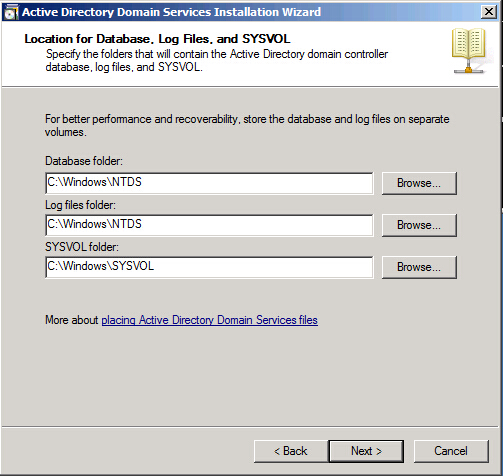 Active Directory Domain Services Installation Wizard
Location for Database, Log Files, and SYSVOL
Specify the folders that will contain the Active Directory domain controller
database, log files, and SYSVOL.
For better performance and recoverability, store the database and log files on separate
volumes.
Database folder:
C:\Windows\NTDS
Browse...
Log files folder:
C:\Windows\NTDS
Browse...
SYSVOL folder:
C:\Windows\SYSVOL
Browse...
More about placing Active Directory Domain Services files
< Back
Next >
Cancel